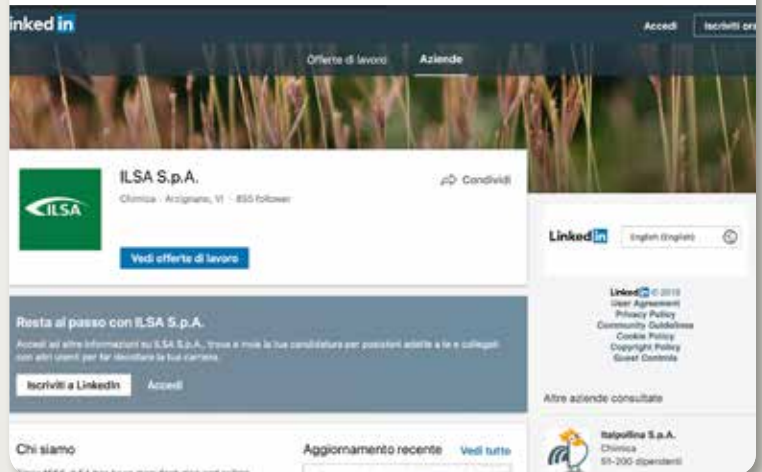 inked in
Accedi
Iscriviti ora
Offerte di lavoro
Aziende
ILSA
ILSA S.p.A.
Condividi
Chimica · Arzignano, VI · 855 follower
Vedi offerte di lavoro
Resta al passo con ILSA S.p.A.
Accedi ad altre informazioni su ILSA S.p.A., trova e invia la tua candidatura per posizioni adatte a te e collegati
con altri utenti per far decollare la tua carriera.
Iscriviti a LinkedIn
Accedi
Chi siamo
Aggiornamento recente
Vedi tutto
Linked in
English (English)
Linked in © 2019
User Agreement
Privacy Policy
Community Guidelines
Cookie Policy
Copyright Policy
Guest Controls
Altre aziende consultate
Italpollina S.p.A.
Chimica
51-200 dipendenti